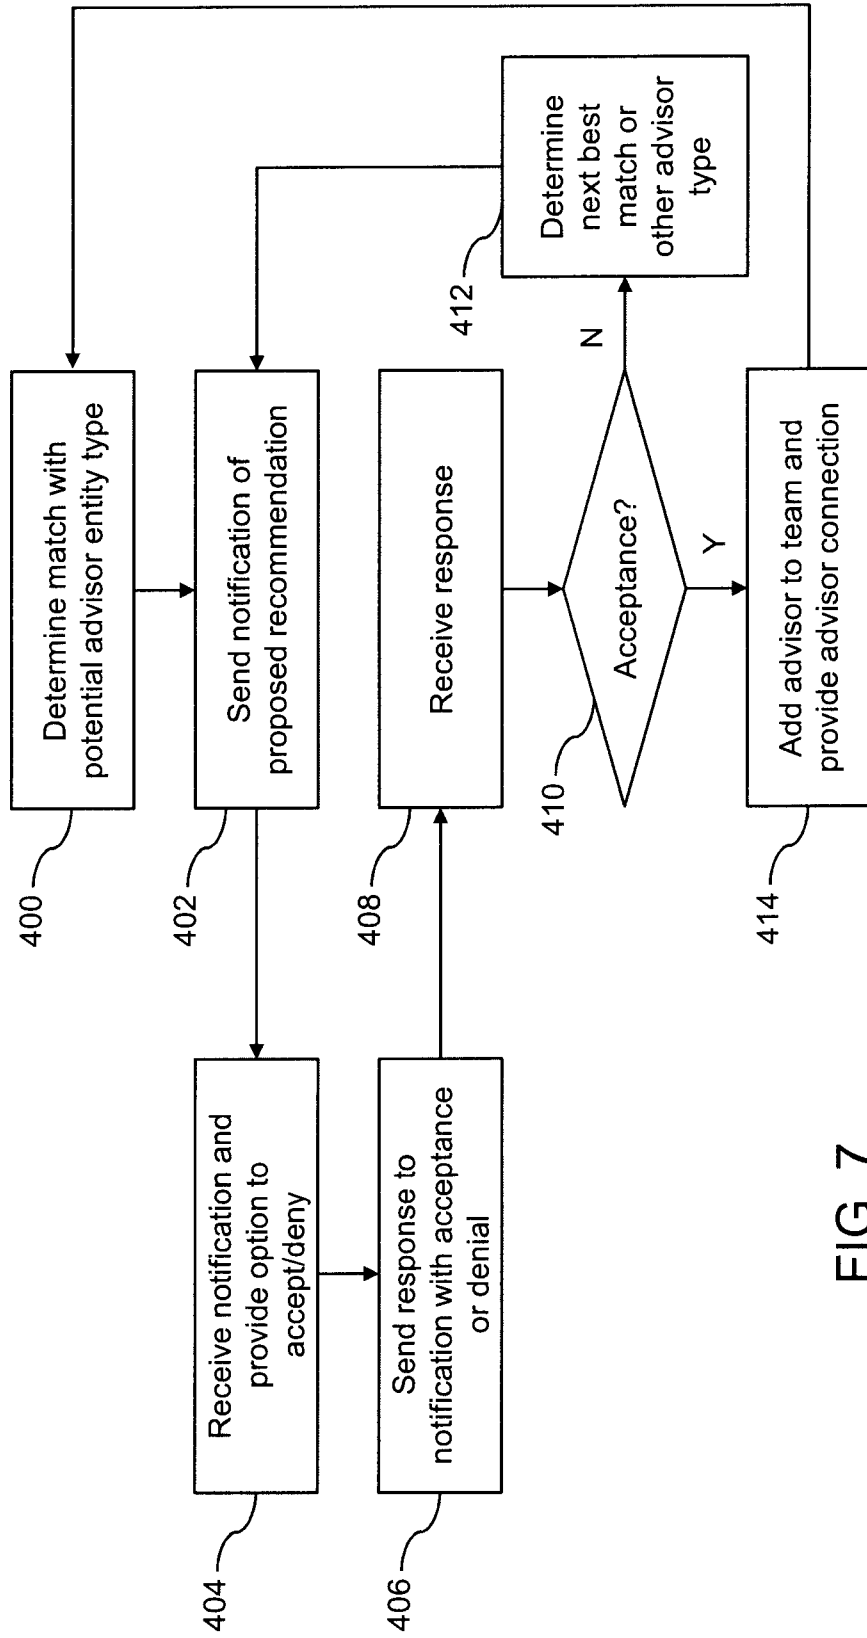 400
Determine match with
potential advisor entity type
402
Send notification of
proposed recommendation
404
Receive notification and
provide option to
accept/deny
406
Send response to
notification with acceptance
or denial
408
Receive response
410
Acceptance?
N
412
Determine
next best
match or
other advisor
type
Y
414
Add advisor to team and
provide advisor connection
FIG. 7